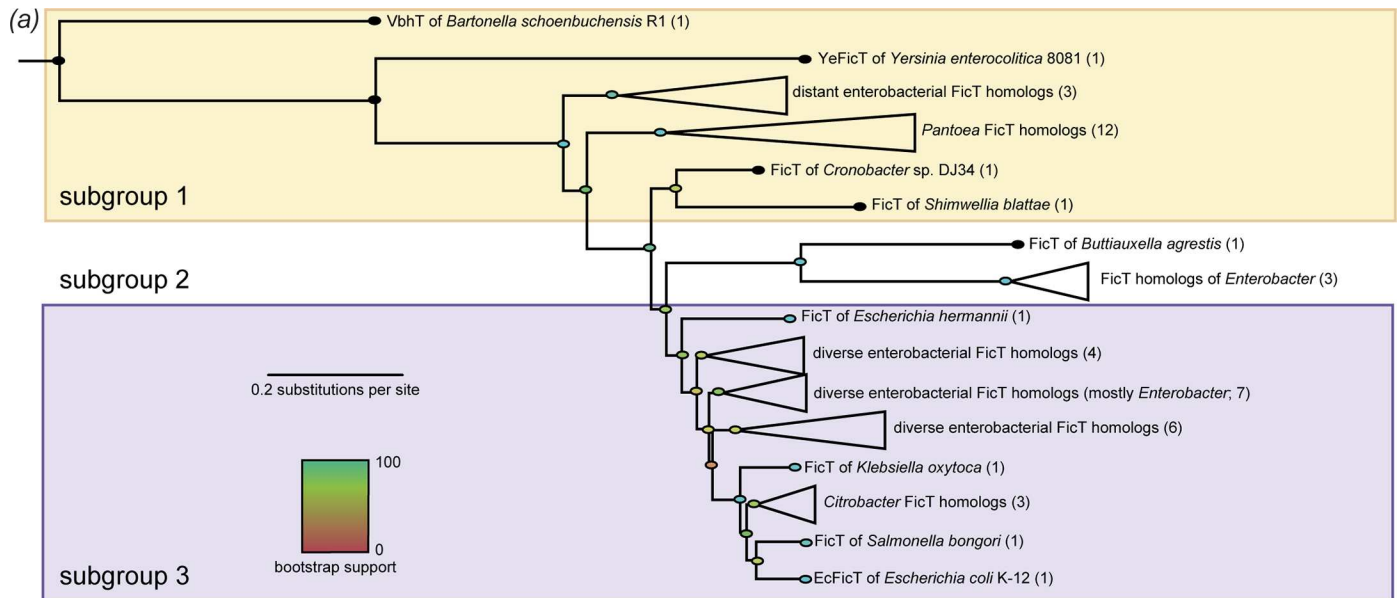 (a)
VbhT of Bartonella schoenbuchensis R1 (1)
YeFicT of Yersinia enterocolitica 8081 (1)
distant enterobacterial FicT homologs (3)
Pantoea FicT homologs (12)
FicT of Cronobacter sp. DJ34 (1)
subgroup 1
FicT of Shimwellia blattae (1)
FicT of Buttiauxella agrestis (1)
subgroup 2
FicT homologs of Enterobacter (3)
FicT of Escherichia hermannii (1)
diverse enterobacterial FicT homologs (4)
0.2 substitutions per site
diverse enterobacterial FicT homologs (mostly Enterobacter; 7)
diverse enterobacterial FicT homologs (6)
100
FicT of Klebsiella oxytoca (1)
Citrobacter FicT homologs (3)
FicT of Salmonella bongori (1)
0
bootstrap support
subgroup 3
EcFicT of Escherichia coli K-12 (1)